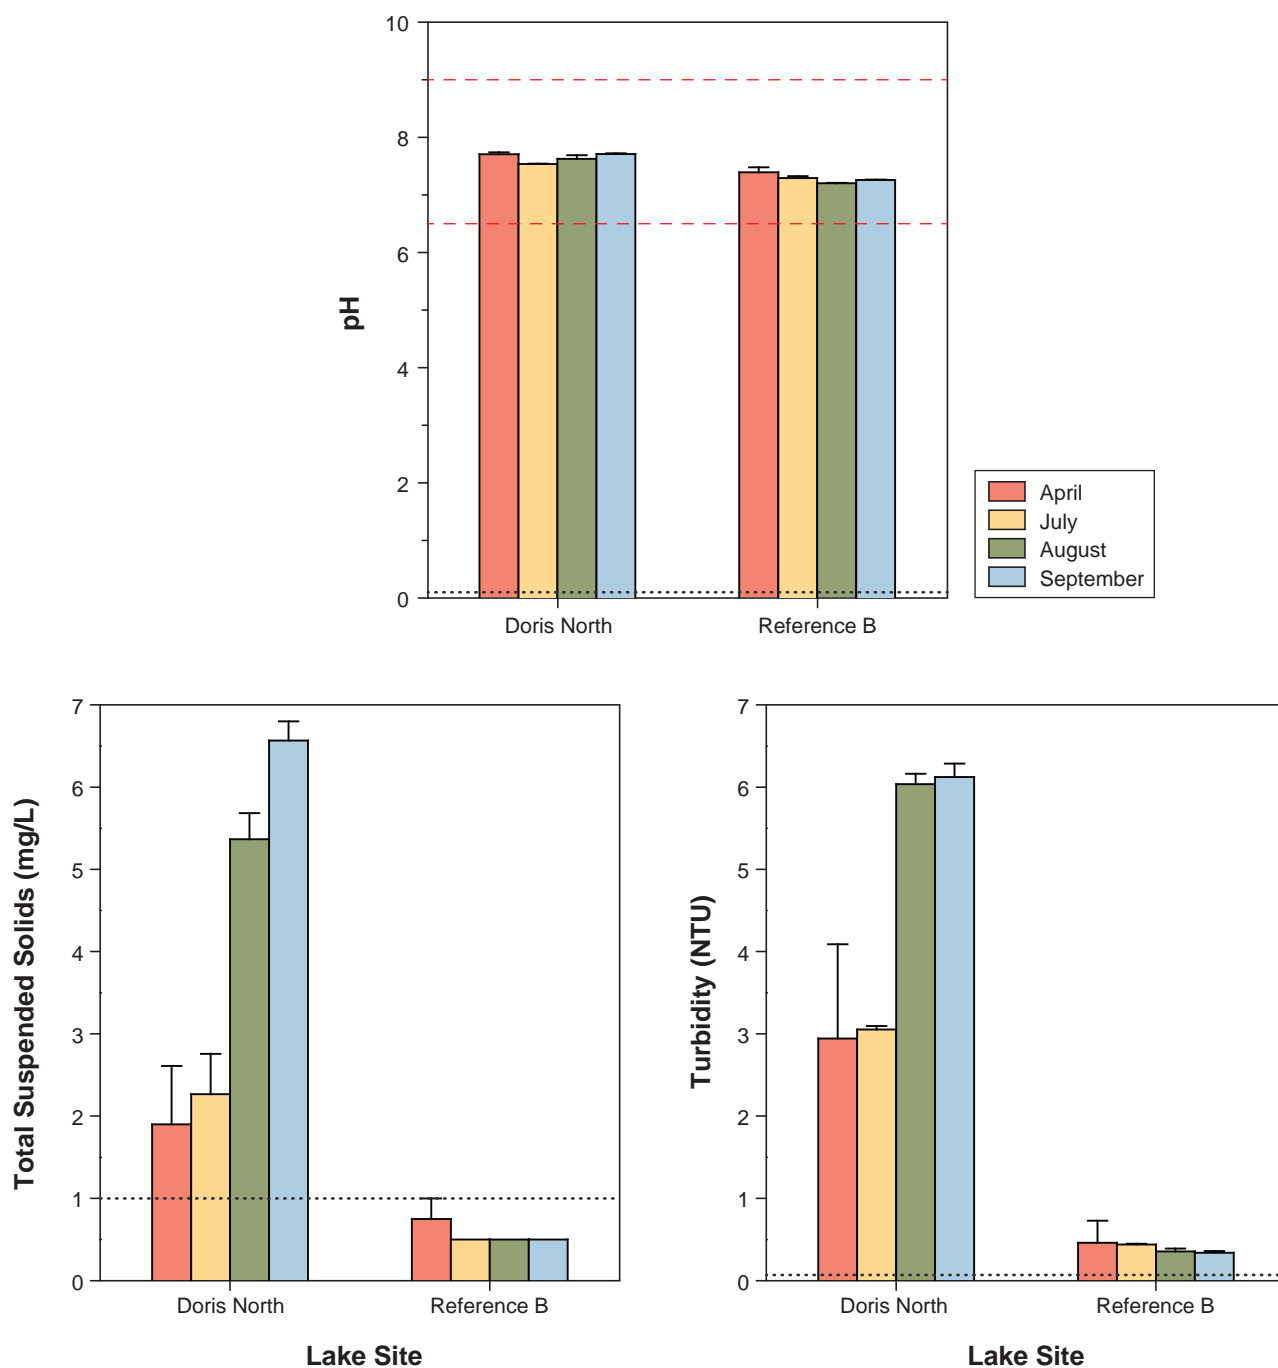 10
8
6
4
2
0
pH
Doris North
Reference B
April
July
August
September
7
6
5
4
3
2
1
0
Total Suspended Solids (mg/L)
Doris North
Reference B
Lake Site
7
6
5
4
3
2
1
0
Turbidity (NTU)
Doris North
Reference B
Lake Site